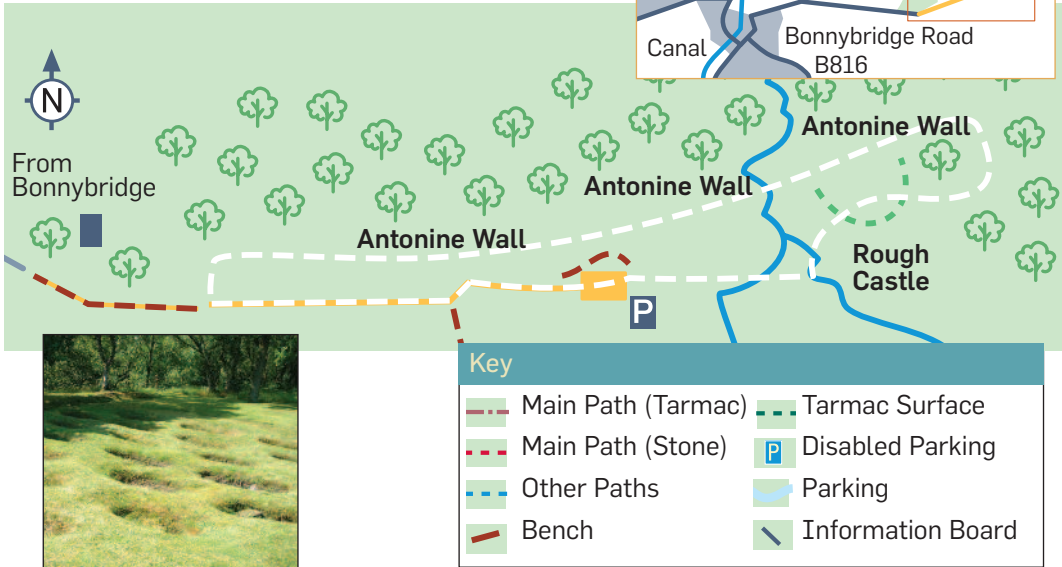 Canal
Bonnybridge Road
B816
N
Antonine Wall
From
Bonnybridge
Antonine Wall
Antonine Wall
Rough
Castle
P
Key
Main Path (Tarmac)
Tarmac Surface
Main Path (Stone)
P
Disabled Parking
Other Paths
Parking
Bench
Information Board